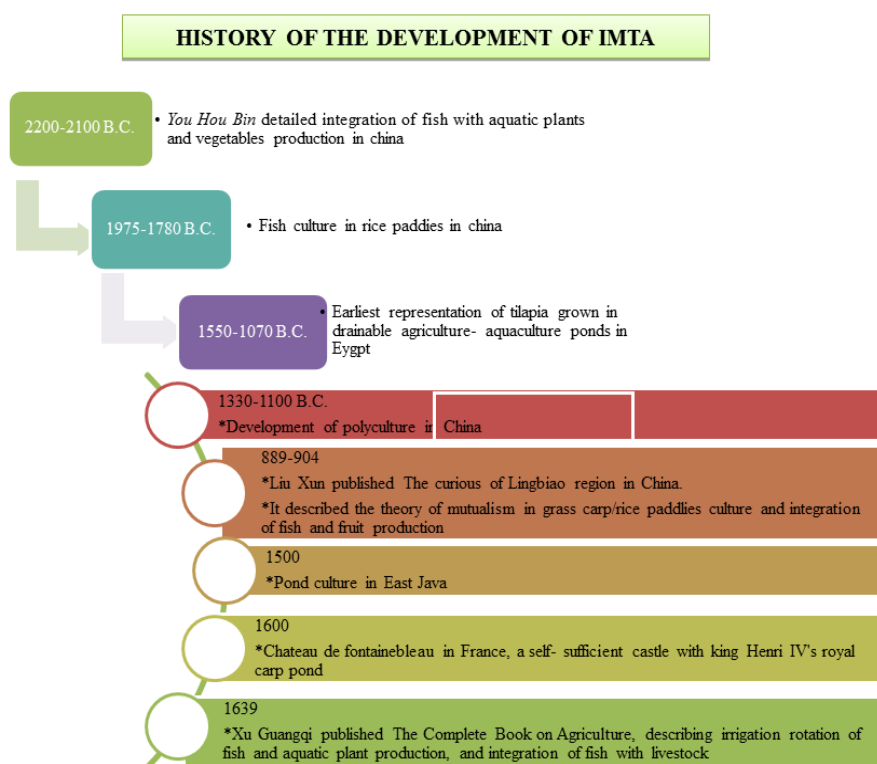 HISTORY OF THE DEVELOPMENT OF IMTA
2200-2100 B.C.
• You Hou Bin detailed integration of fish with aquatic plants
and vegetables production in china
1975-1780 B.C.
• Fish culture in rice paddies in china
1550-1070 B.C.
• Earliest representation of tilapia grown in
drainable agriculture- aquaculture ponds in
Eygpt
1330-1100 B.C.
*Development of polyculture in China
889-904
*Liu Xun published The curious of Lingbiao region in China.
*It described the theory of mutualism in grass carp/rice paddlies culture and integration
of fish and fruit production
1500
*Pond culture in East Java
1600
*Chateau de fontainebleau in France, a self- sufficient castle with king Henri IV's royal
carp pond
1639
*Xu Guangqi published The Complete Book on Agriculture, describing irrigation rotation of
fish and aquatic plant production, and integration of fish with livestock